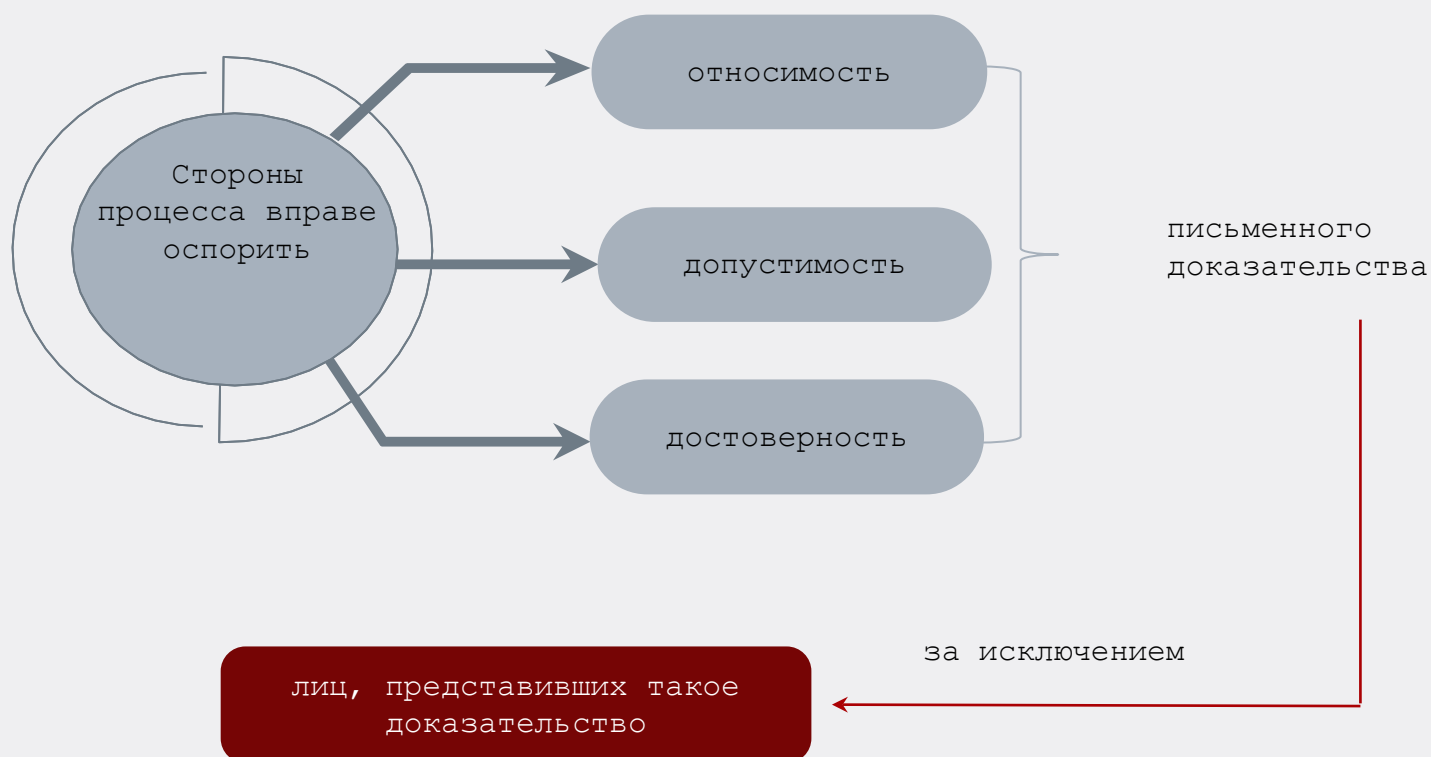 Стороны
процесса вправе
оспорить
относимость
допустимость
достоверность
письменного
доказательства
за исключением
лиц, представивших такое
доказательство